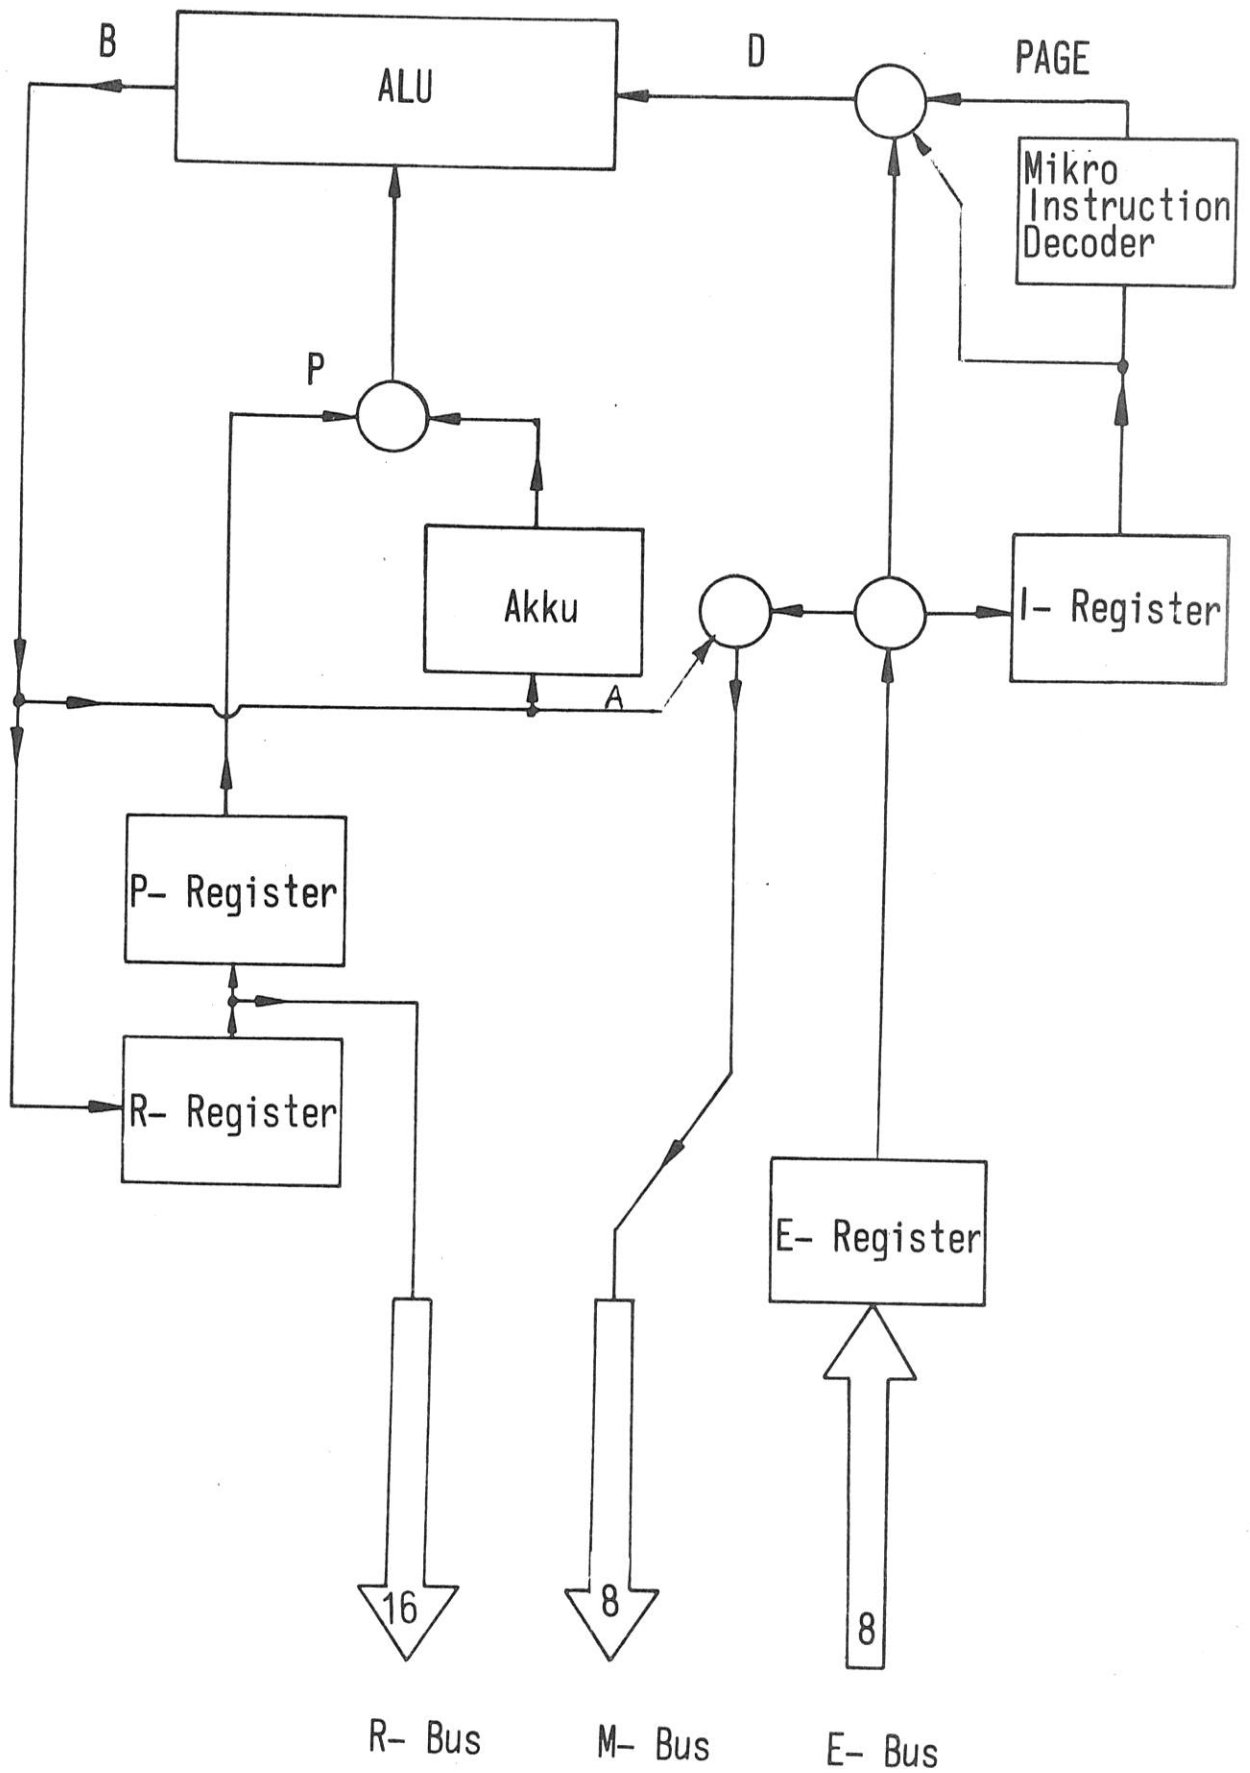 B
ALU
D
PAGE
Mikro
Instruction
Decoder
P
Akku
I- Register
A
P- Register
R- Register
E- Register
16
8
8
R- Bus
M- Bus
E- Bus